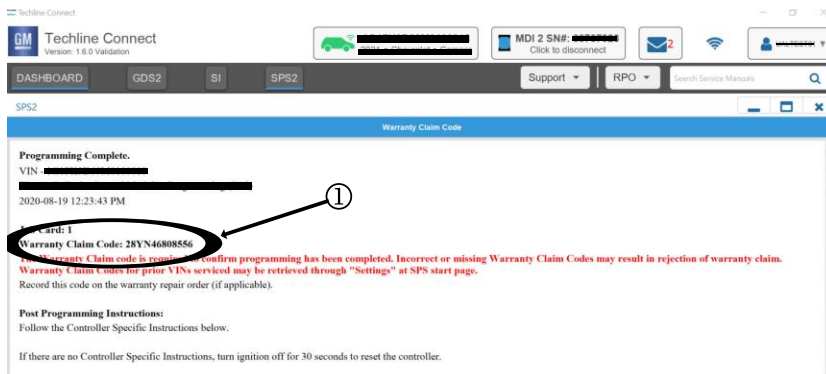 Techline Connect
GM
Techline Connect
Version: 1.6.0 Validation
MDI 2 SN#:
Click to disconnect
2
DASHBOARD GDS2 SI SPS2 Support RPO Search Service Manuals
SPS2
Warranty Claim Code
Programming Complete.
VIN -
2020-08-19 12:23:43 PM
①
Card: 1
Warranty Claim Code: 28YN46808556
The Warranty Claim code is required to confirm programming has been completed. Incorrect or missing Warranty Claim Codes may result in rejection of warranty claim.
Warranty Claim Codes for prior VINs serviced may be retrieved through "Settings" at SPS start page.
Record this code on the warranty repair order (if applicable).
Post Programming Instructions:
Follow the Controller Specific Instructions below.
If there are no Controller Specific Instructions, turn ignition off for 30 seconds to reset the controller.